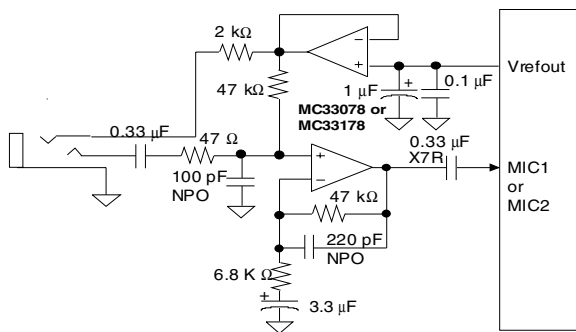 2 kΩ
−
+
Vrefout
47 kΩ
1 µF
+
0.1 µF
MC33078 or
MC33178
0.33 µF
47 Ω
0.33 µF
X7R
+
−
100 pF
NPO
MIC1
or
MIC2
47 kΩ
220 pF
NPO
6.8 K Ω
+
3.3 µF